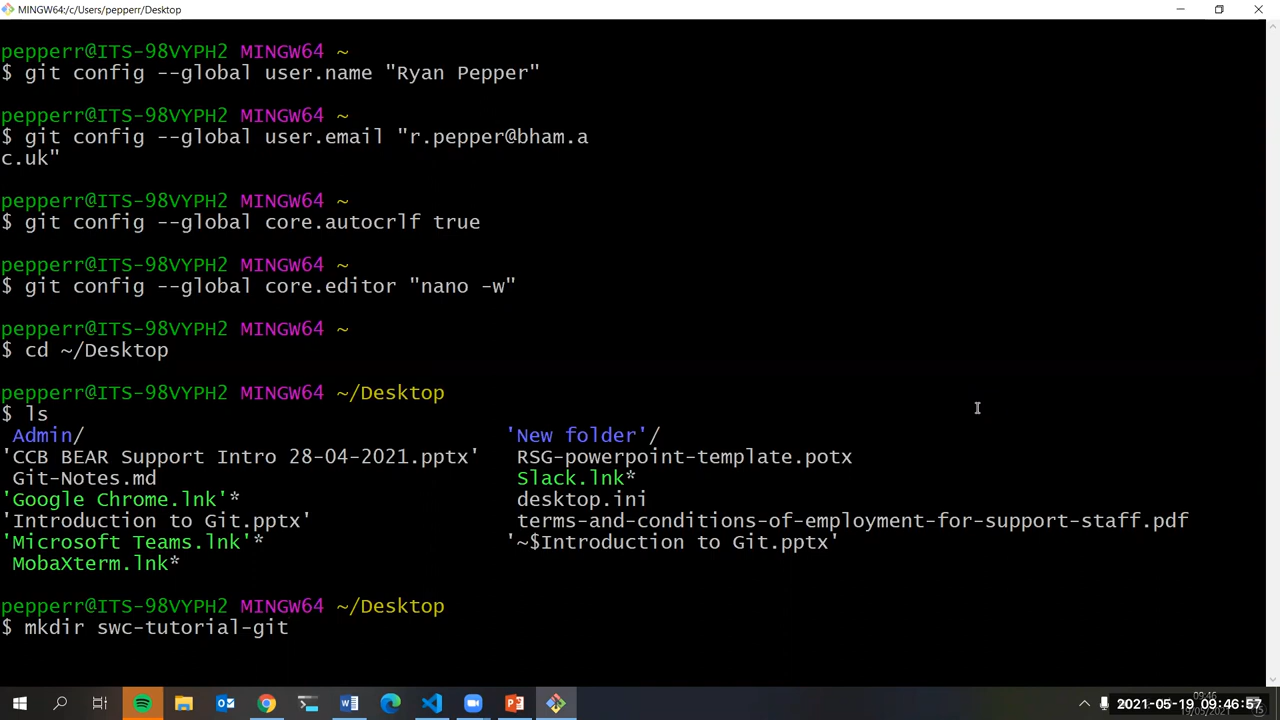 MINGW64:/c/Users/pepperr/Desktop
pepperr@ITS-98VYPH2 MINGW64 ~
$ git config --global user.name "Ryan Pepper"
pepperr@ITS-98VYPH2 MINGW64 ~
$ git config --global user.email "r.pepper@bham.a
c.uk"
pepperr@ITS-98VYPH2 MINGW64 ~
$ git config --global core.autocrlf true
pepperr@ITS-98VYPH2 MINGW64 ~
$ git config --global core.editor "nano -w"
pepperr@ITS-98VYPH2 MINGW64 ~
$ cd ~/Desktop
pepperr@ITS-98VYPH2 MINGW64 ~/Desktop
$ ls
Admin/ 'New folder'/
'CCB BEAR Support Intro 28-04-2021.pptx' RSG-powerpoint-template.potx
Git-Notes.md Slack.lnk*
'Google Chrome.lnk'* desktop.ini
'Introduction to Git.pptx' terms-and-conditions-of-employment-for-support-staff.pdf
'Microsoft Teams.lnk'* '~$Introduction to Git.pptx'
MobaXterm.lnk*
pepperr@ITS-98VYPH2 MINGW64 ~/Desktop
$ mkdir swc-tutorial-git
09:46
2021-05-19 09:46:57
19/05/2021